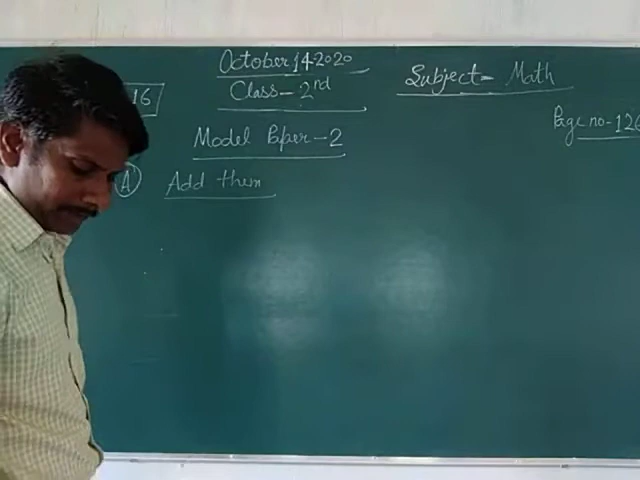 October 14 2020
16
Class - 2nd
Subject - Math
Page no - 126
Model Paper - 2
A Add them